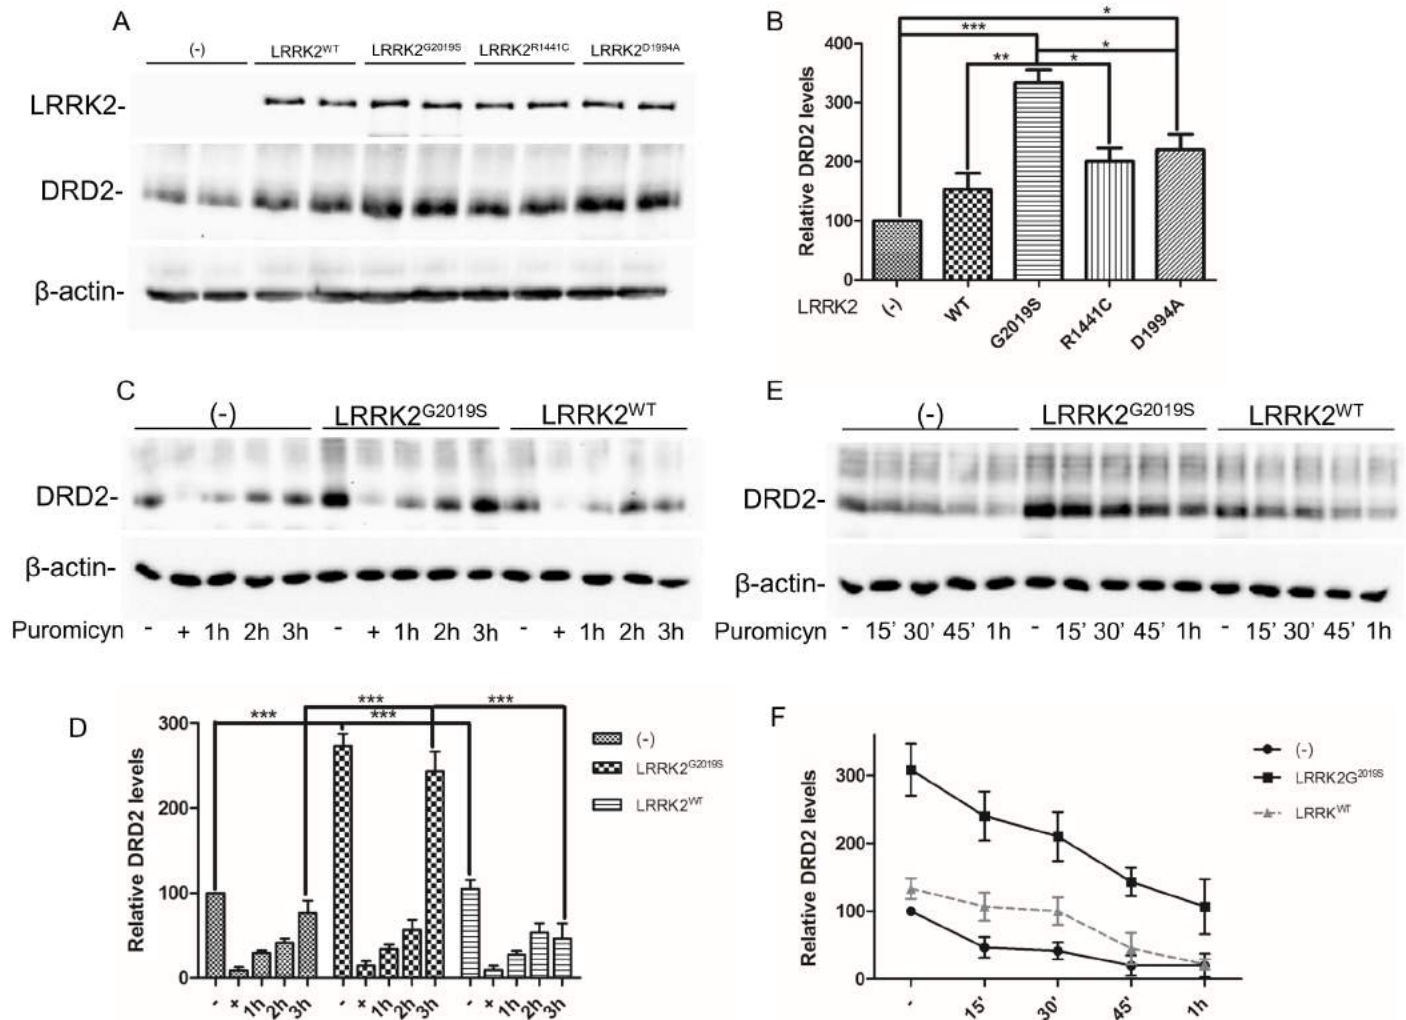 A
(-) LRRK2WT LRRK2G2019S LRRK2R1441C LRRK2D1994A
LRRK2-
DRD2-
β-actin-
B
Relative DRD2 levels
400
300
200
100
0
* *** * ** *
LRRK2 (-) WT G2019S R1441C D1994A
C
(-) LRRK2G2019S LRRK2WT
DRD2-
β-actin-
Puromicyn - + 1h 2h 3h - + 1h 2h 3h - + 1h 2h 3h
E
(-) LRRK2G2019S LRRK2WT
DRD2-
β-actin-
Puromicyn - 15’ 30’ 45’ 1h - 15’ 30’ 45’ 1h - 15’ 30’ 45’ 1h
D
Relative DRD2 levels
300
200
100
0
*** *** *** ***
- + 1h 2h 3h - + 1h 2h 3h - + 1h 2h 3h
(-)
LRRK2G2019S
LRRK2WT
F
Relative DRD2 levels
300
200
100
0
- 15' 30' 45' 1h
(-)
LRRK2G2019S
LRRKWT